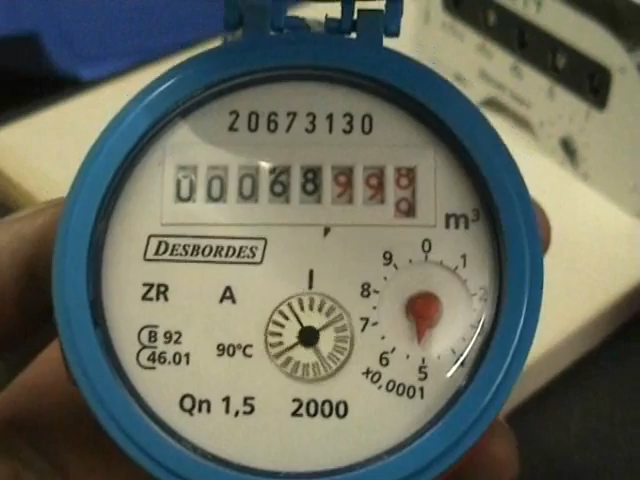 20673130
00068998
m³
DESBORDES
ZR A
B 92
46.01
90°C
Qn 1,5 2000
0
1
5
6
7
8
9
x0,0001